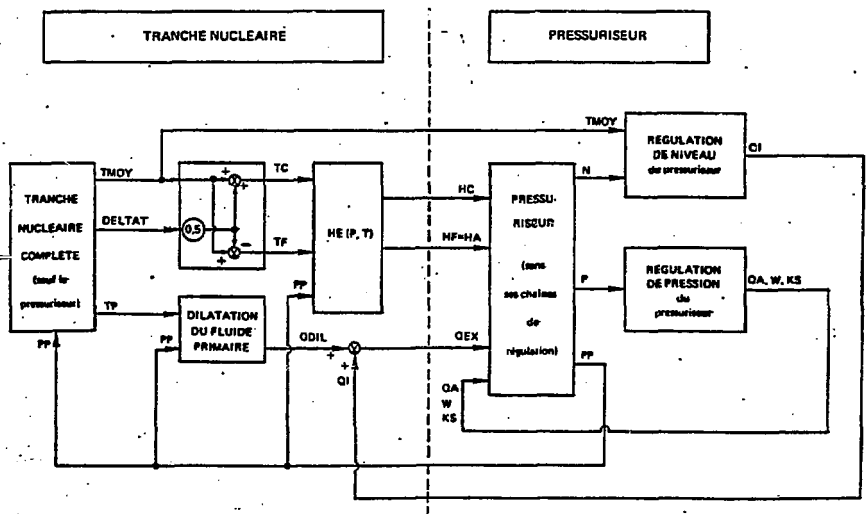 TRANCHE NUCLEAIRE
PRESSURISEUR
TMOY
DELTAT
TP
PP
TRANCHE
NUCLEAIRE
COMPLETE
(sauf le
pressuriseur)
0,5
+
+
+
−
TC
TF
HE (P, T)
PP
DILATATION
DU FLUIDE
PRIMAIRE
PP
QDIL
+
+
QI
HC
HF=HA
QEX
QA
W
KS
PRESSU-
RISEUR
(sans
ses chaînes
de
régulation)
TMOY
N
P
PP
REGULATION
DE NIVEAU
du pressuriseur
QI
REGULATION
DE PRESSION
du
pressuriseur
QA, W, KS